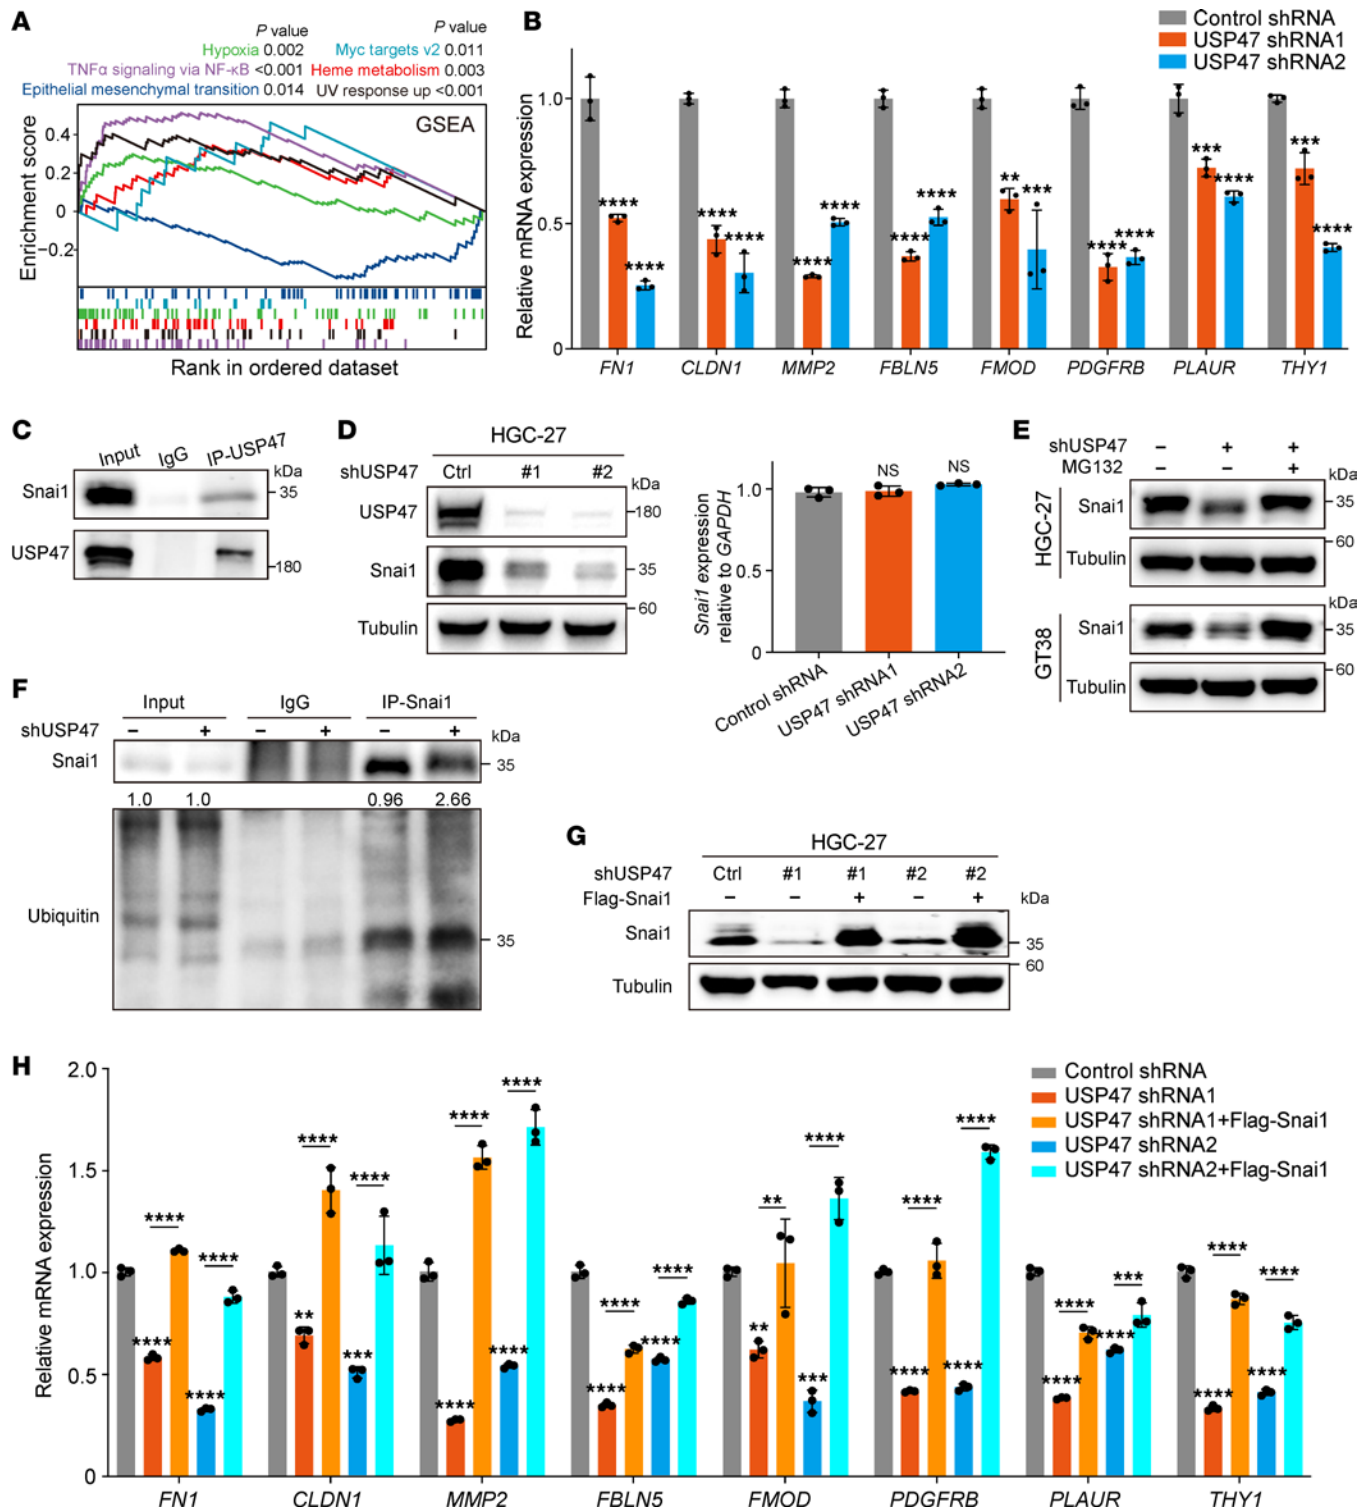 A
P value P value
Hypoxia 0.002 Myc targets v2 0.011
TNFα signaling via NF-κB <0.001 Heme metabolism 0.003
Epithelial mesenchymal transition 0.014 UV response up <0.001
GSEA
Enrichment score
0.4
0.2
0
−0.2
Rank in ordered dataset
B
Control shRNA
USP47 shRNA1
USP47 shRNA2
Relative mRNA expression
1.0
0.5
0
**** **** **** **** **** **** **** **** ** *** **** **** *** **** *** ****
FN1 CLDN1 MMP2 FBLN5 FMOD PDGFRB PLAUR THY1
C
Input IgG IP-USP47
kDa
Snai1 35
USP47 180
D
HGC-27
shUSP47 Ctrl #1 #2
kDa
USP47 180
Snai1 35
60
Tubulin
Snai1 expression
relative to GAPDH
1.0
0.5
0
NS NS
Control shRNA
USP47 shRNA1
USP47 shRNA2
E
shUSP47 − + +
MG132 − − +
kDa
HGC-27
Snai1 35
60
Tubulin
kDa
GT38
Snai1 35
60
Tubulin
F
Input IgG IP-Snai1
shUSP47 − + − + − +
kDa
Snai1 35
1.0 1.0 0.96 2.66
Ubiquitin 35
G
HGC-27
shUSP47 Ctrl #1 #1 #2 #2
Flag-Snai1 − − + − +
kDa
Snai1 35
60
Tubulin
H
Control shRNA
USP47 shRNA1
USP47 shRNA1+Flag-Snai1
USP47 shRNA2
USP47 shRNA2+Flag-Snai1
Relative mRNA expression
2.0
1.5
1.0
0.5
0
**** **** **** ****
** **** *** ****
**** **** **** ****
**** **** **** ****
** ** *** ****
**** **** **** ****
**** **** **** ***
**** **** **** ****
FN1 CLDN1 MMP2 FBLN5 FMOD PDGFRB PLAUR THY1